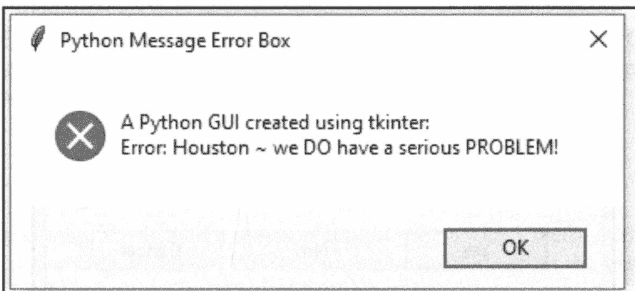 Python Message Error Box
A Python GUI created using tkinter:
Error: Houston ~ we DO have a serious PROBLEM!
OK